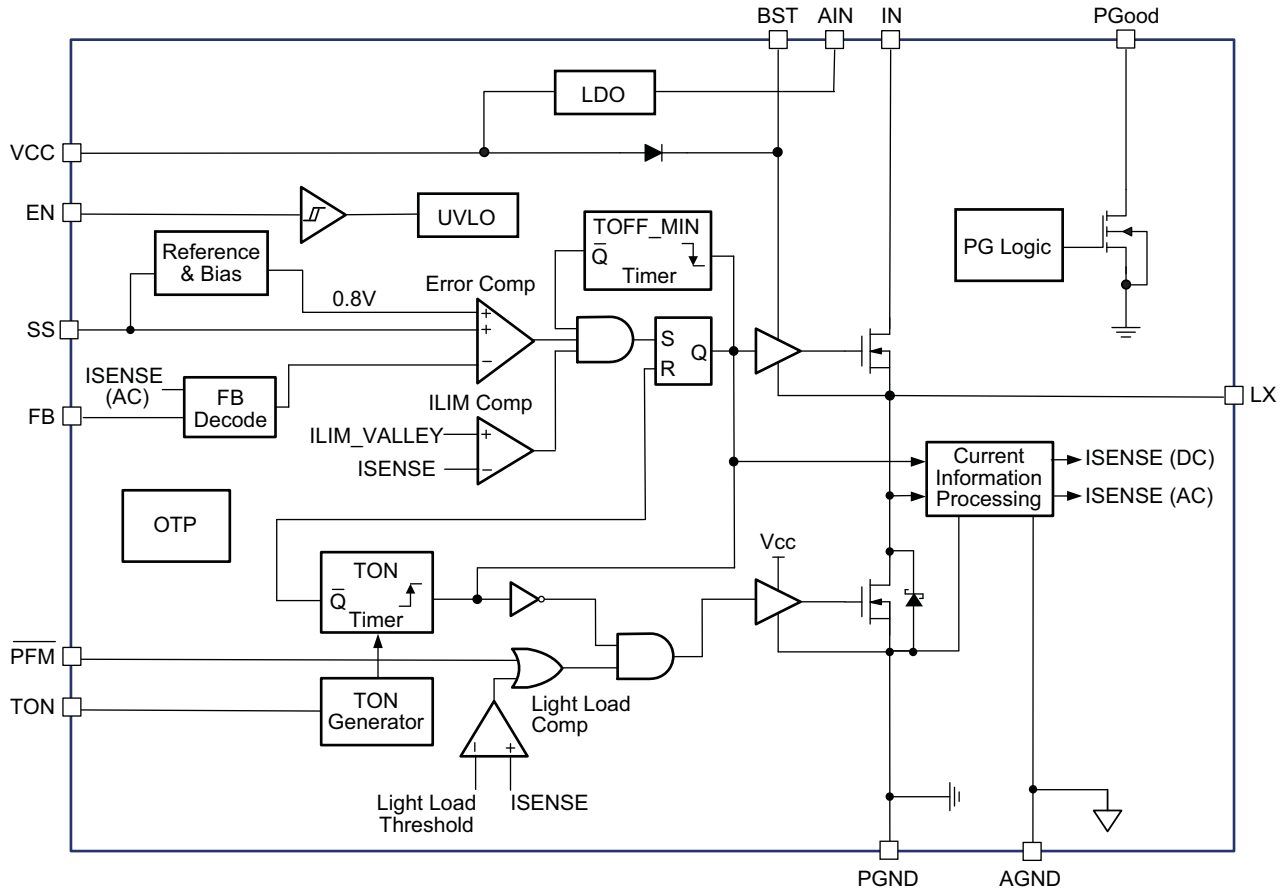 BST AIN IN PGood
LDO
VCC
EN
UVLO
TOFF_MIN
Q̅
Timer
PG Logic
Reference
& Bias
Error Comp
0.8V
+
+
−
SS
S
R
Q
ISENSE
(AC)
FB
Decode
FB
LX
ILIM Comp
ILIM_VALLEY
+
ISENSE
−
Current
Information
Processing
ISENSE (DC)
ISENSE (AC)
OTP
Vcc
TON
Q̅
Timer
P̅F̅M̅
TON
TON
Generator
Light Load
Comp
−
+
Light Load
Threshold
ISENSE
PGND
AGND